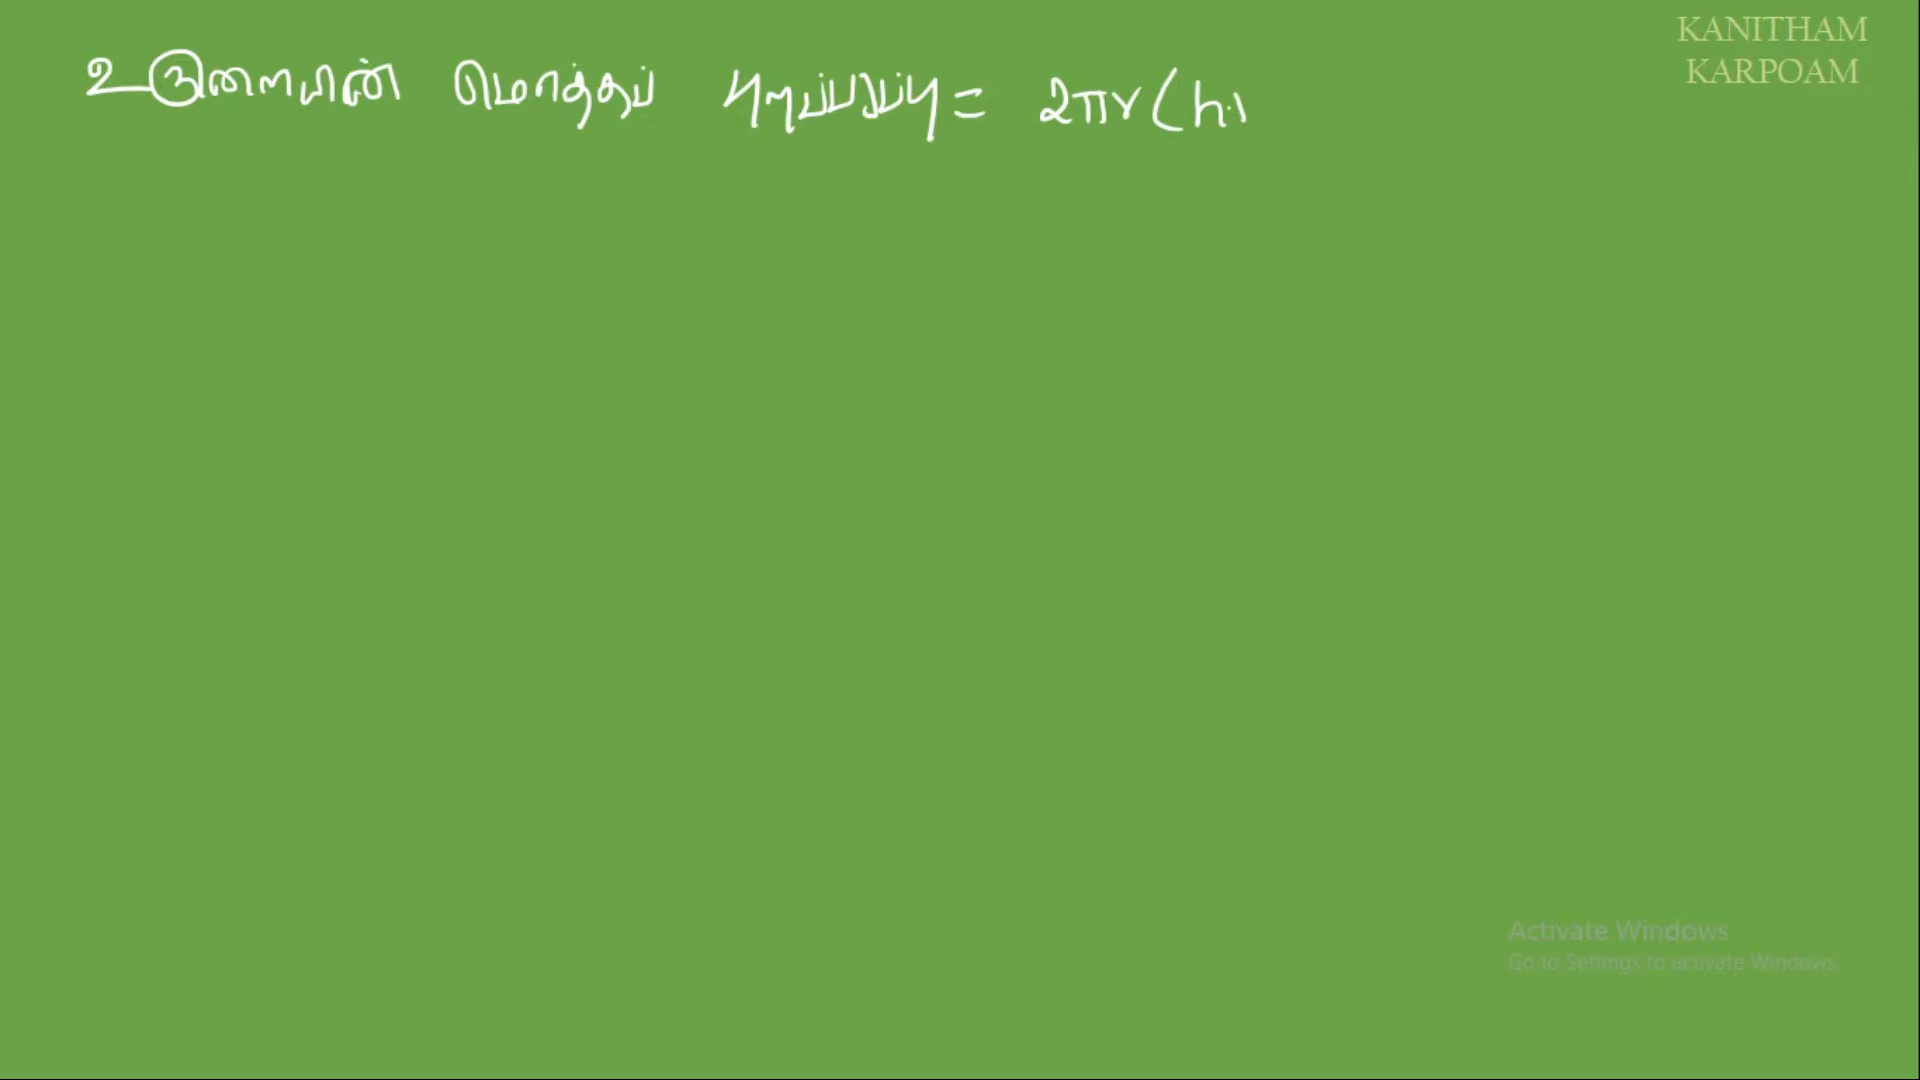 உருளையின் மொத்தப் புறப்பரப்பு = 2πr (h
KANITHAM
KARPOAM
Activate Windows
Go to Settings to activate Windows.